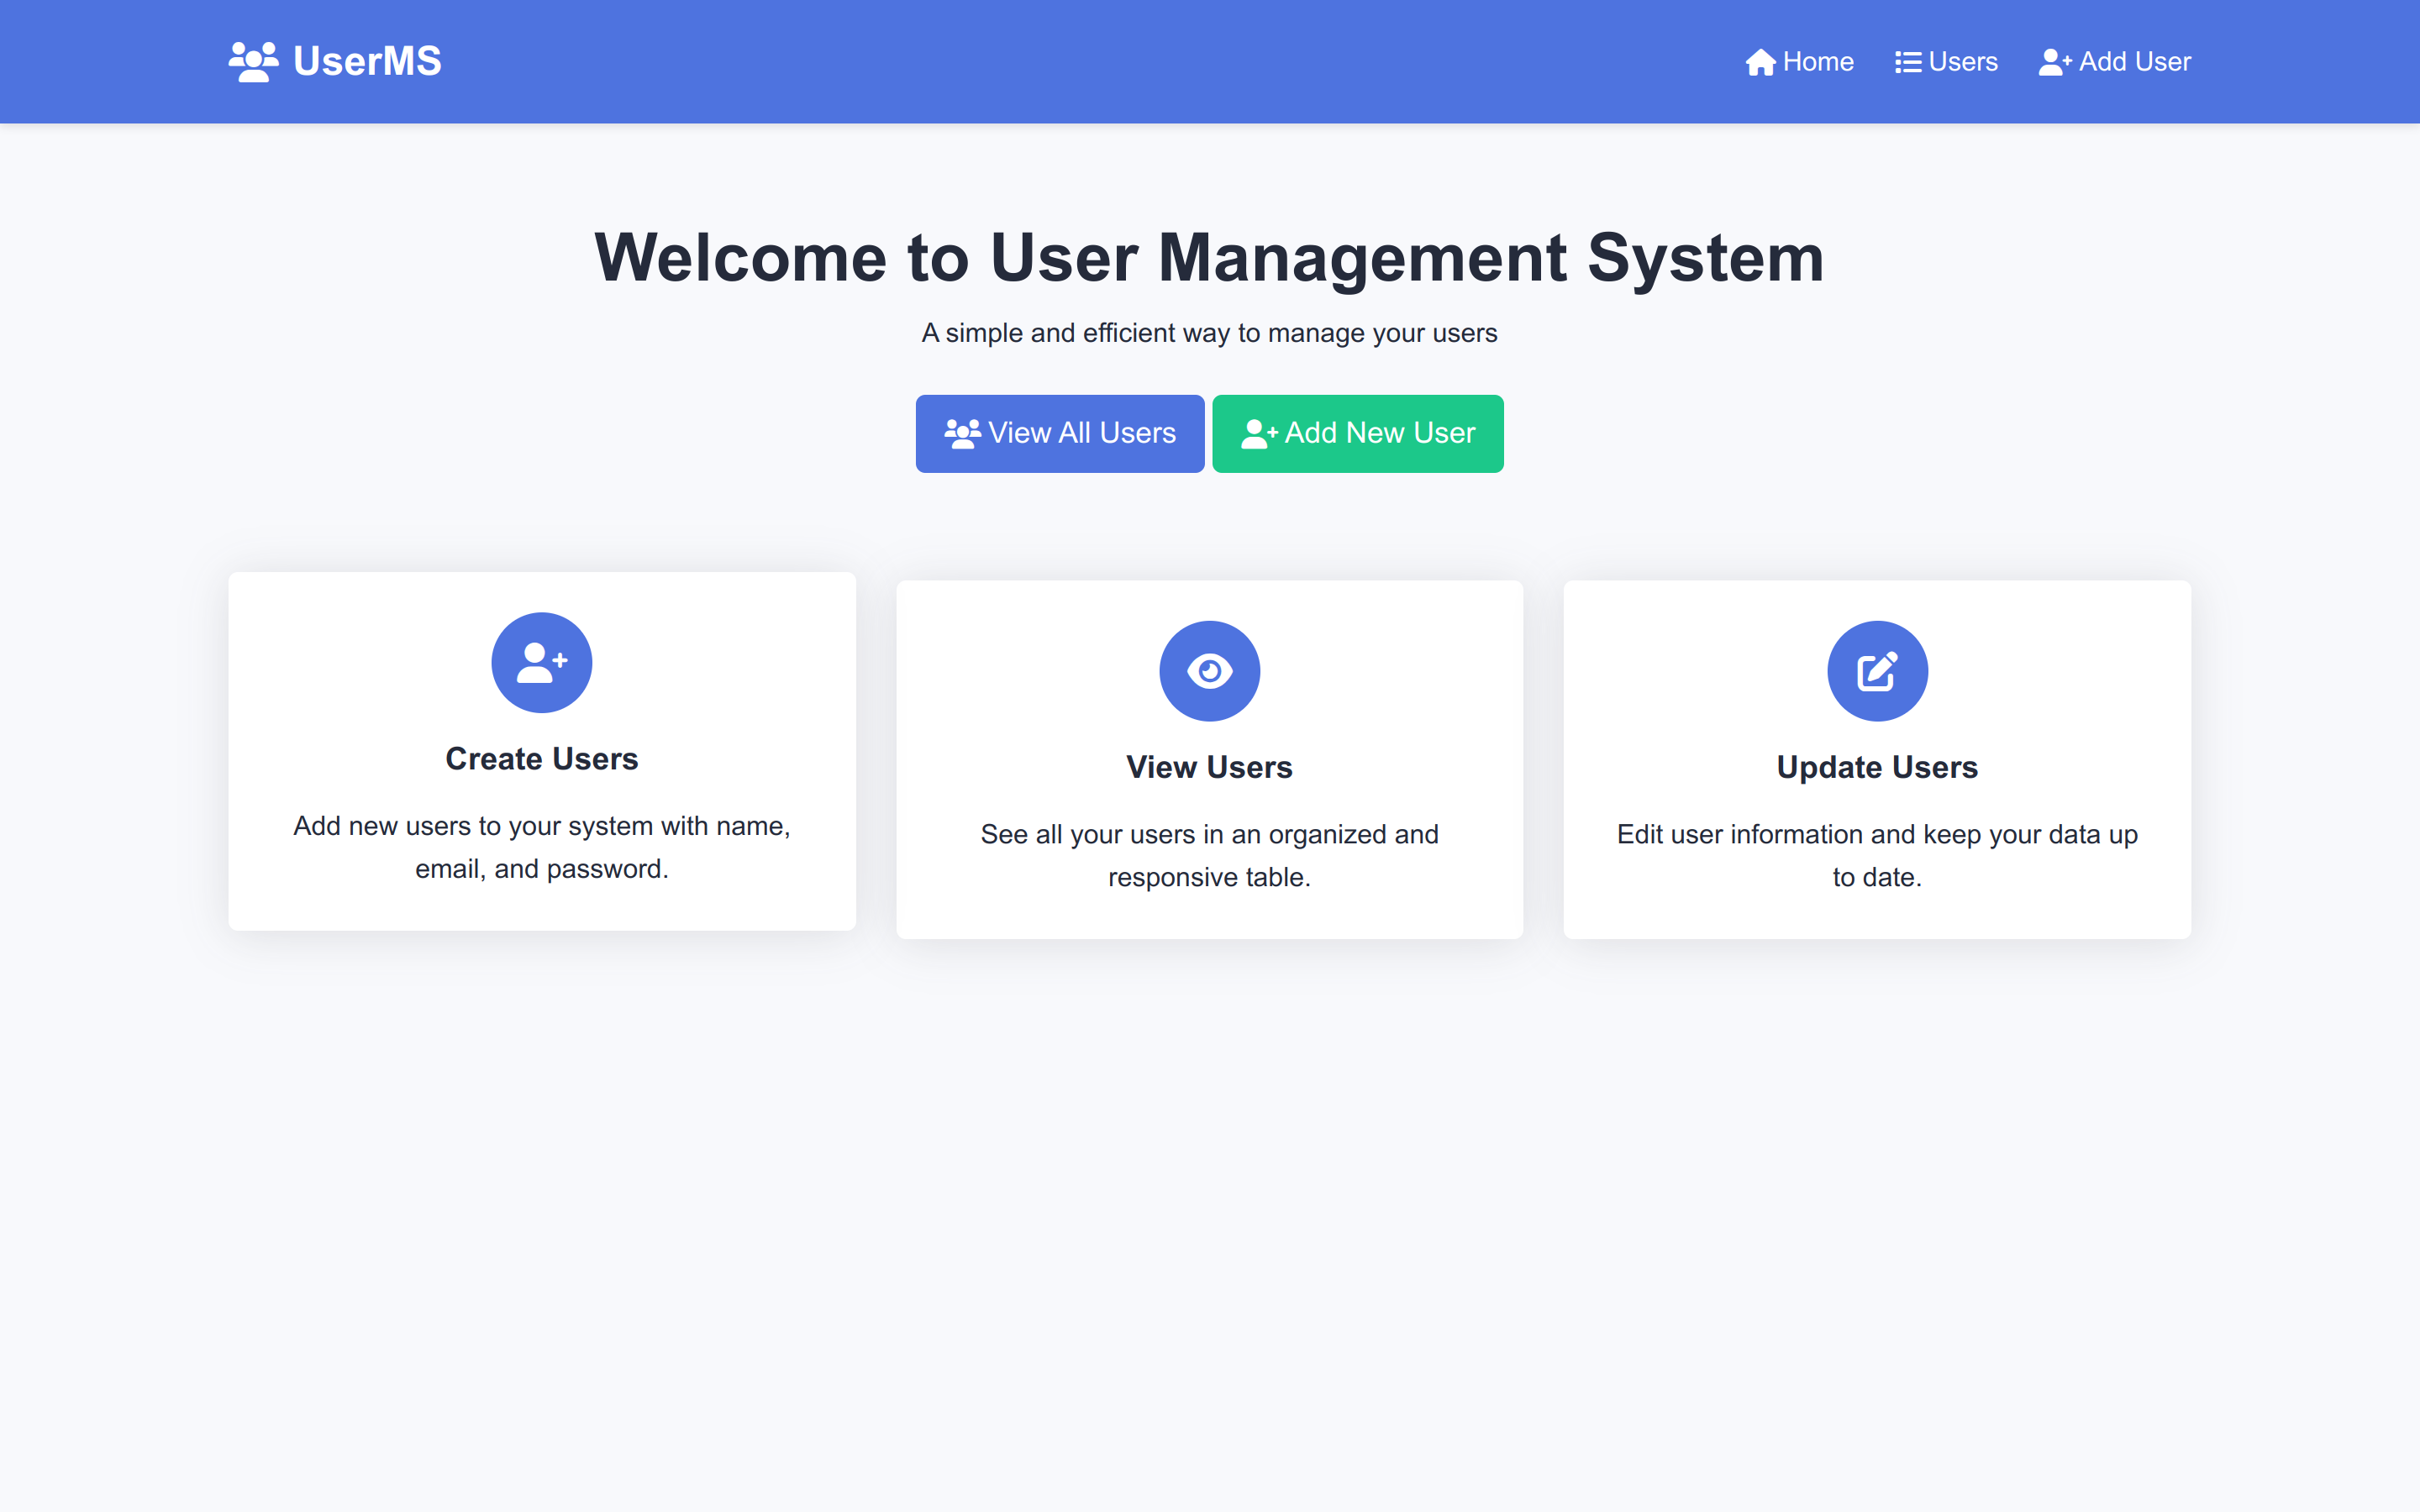 UserMS
Home
Users
Add User
Welcome to User Management System
A simple and efficient way to manage your users
View All Users
Add New User
Create Users
Add new users to your system with name,
email, and password.
View Users
See all your users in an organized and
responsive table.
Update Users
Edit user information and keep your data up
to date.